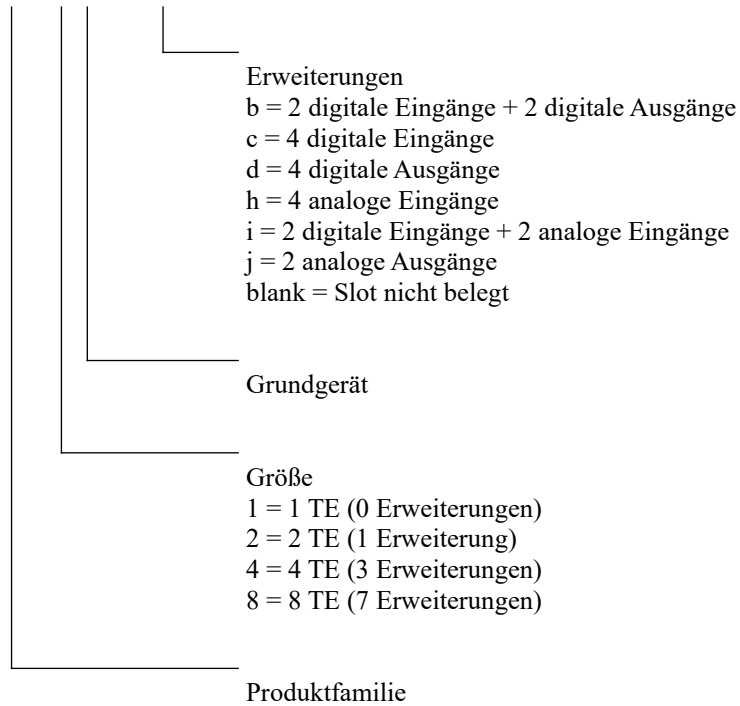 Erweiterungen
b = 2 digitale Eingänge + 2 digitale Ausgänge
c = 4 digitale Eingänge
d = 4 digitale Ausgänge
h = 4 analoge Eingänge
i = 2 digitale Eingänge + 2 analoge Eingänge
j = 2 analoge Ausgänge
blank = Slot nicht belegt
Grundgerät
Größe
1 = 1 TE (0 Erweiterungen)
2 = 2 TE (1 Erweiterung)
4 = 4 TE (3 Erweiterungen)
8 = 8 TE (7 Erweiterungen)
Produktfamilie